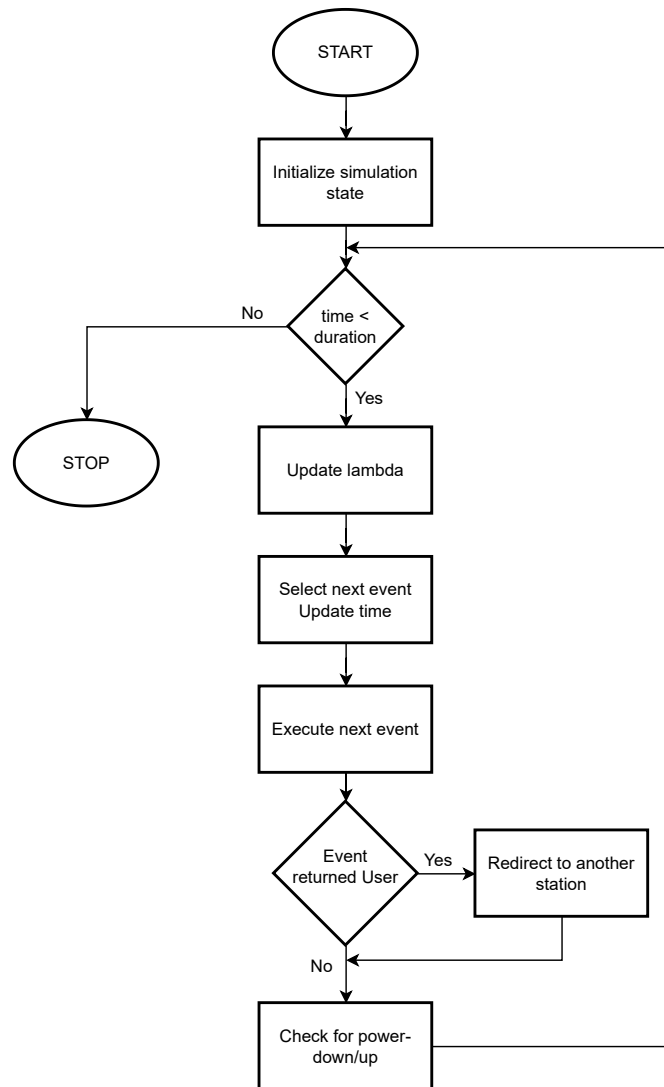 START
Initialize simulation
state
time <
duration
No
Yes
STOP
Update lambda
Select next event
Update time
Execute next event
Event
returned User
Yes
Redirect to another
station
No
Check for power-
down/up